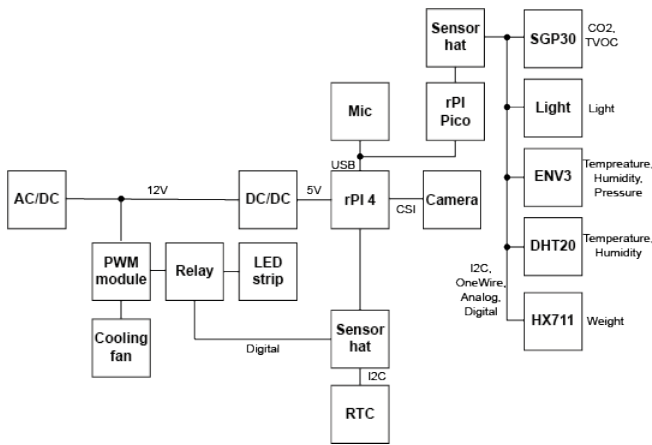 Sensor
hat
SGP30
CO2,
TVOC
Mic
rPI
Pico
Light
Light
USB
AC/DC
12V
DC/DC
5V
rPI 4
CSI
Camera
ENV3
Tempreature,
Humidity,
Pressure
PWM
module
Relay
LED
strip
DHT20
Temperature,
Humidity
I2C,
OneWire,
Analog,
Digital
Cooling
fan
Digital
Sensor
hat
HX711
Weight
I2C
RTC